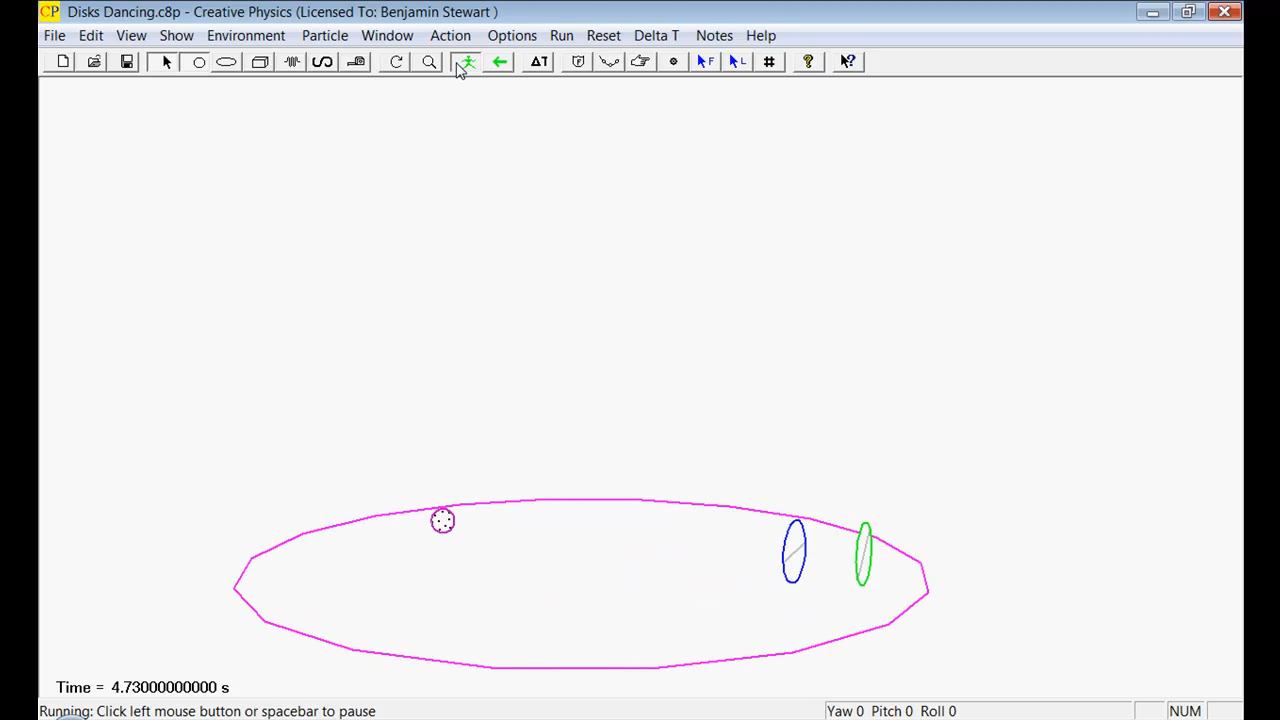 CP Disks Dancing.c8p - Creative Physics (Licensed To: Benjamin Stewart )
File Edit View Show Environment Particle Window Action Options Run Reset Delta T Notes Help
ΔT F L # ? ?
Time = 4.73000000000 s
Running: Click left mouse button or spacebar to pause Yaw 0 Pitch 0 Roll 0 NUM